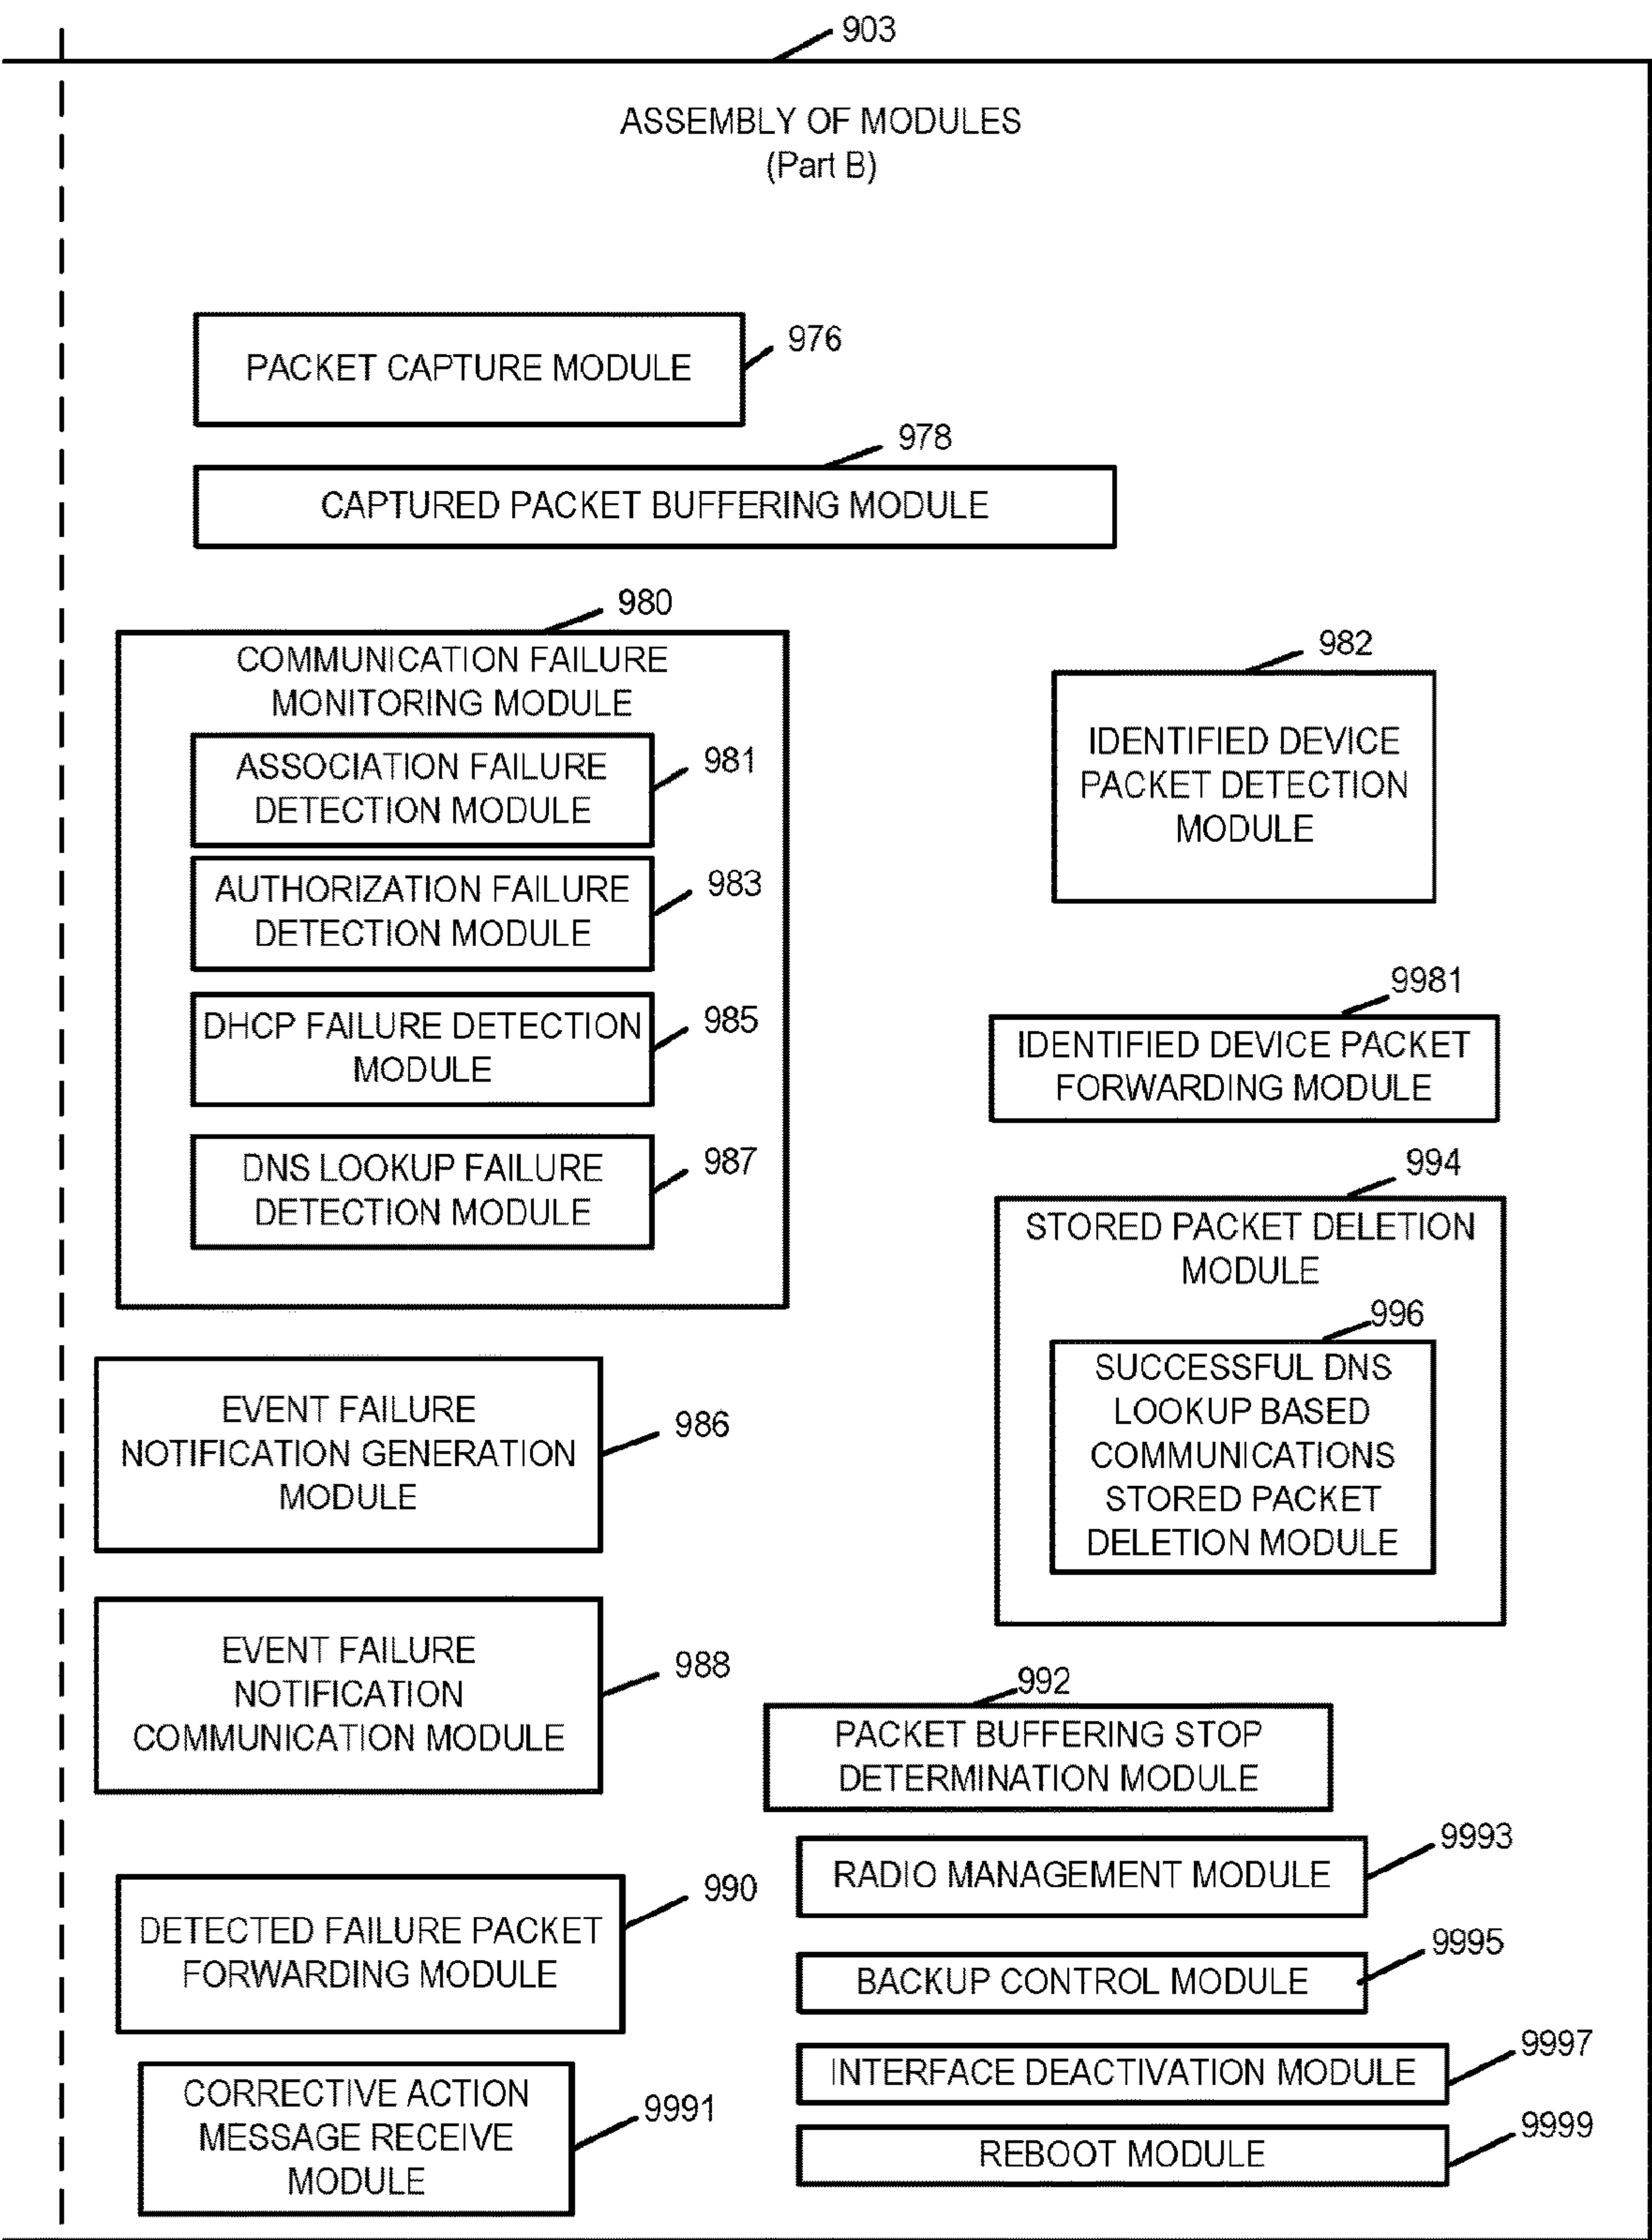 903
ASSEMBLY OF MODULES
(Part B)
PACKET CAPTURE MODULE
976
978
CAPTURED PACKET BUFFERING MODULE
980
COMMUNICATION FAILURE
MONITORING MODULE
ASSOCIATION FAILURE
DETECTION MODULE
981
AUTHORIZATION FAILURE
DETECTION MODULE
983
DHCP FAILURE DETECTION
MODULE
985
DNS LOOKUP FAILURE
DETECTION MODULE
987
982
IDENTIFIED DEVICE
PACKET DETECTION
MODULE
9981
IDENTIFIED DEVICE PACKET
FORWARDING MODULE
994
STORED PACKET DELETION
MODULE
996
SUCCESSFUL DNS
LOOKUP BASED
COMMUNICATIONS
STORED PACKET
DELETION MODULE
EVENT FAILURE
NOTIFICATION GENERATION
MODULE
986
EVENT FAILURE
NOTIFICATION
COMMUNICATION MODULE
988
992
PACKET BUFFERING STOP
DETERMINATION MODULE
RADIO MANAGEMENT MODULE
9993
DETECTED FAILURE PACKET
FORWARDING MODULE
990
BACKUP CONTROL MODULE
9995
INTERFACE DEACTIVATION MODULE
9997
CORRECTIVE ACTION
MESSAGE RECEIVE
MODULE
9991
REBOOT MODULE
9999